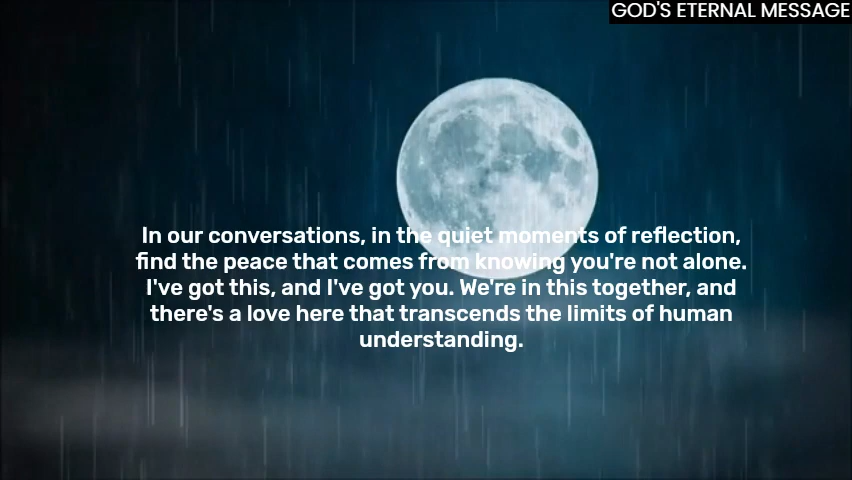 GOD'S ETERNAL MESSAGE
In our conversations, in the quiet moments of reflection,
find the peace that comes from knowing you're not alone.
I've got this, and I've got you. We're in this together, and
there's a love here that transcends the limits of human
understanding.